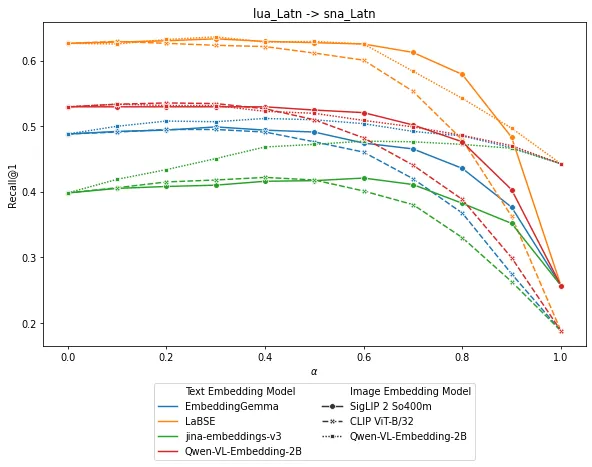 lua_Latn -> sna_Latn
Recall@1
0.6
0.5
0.4
0.3
0.2
0.0 0.2 0.4 0.6 0.8 1.0
α
Text Embedding Model Image Embedding Model
EmbeddingGemma SigLIP 2 So400m
LaBSE CLIP ViT-B/32
jina-embeddings-v3 Qwen-VL-Embedding-2B
Qwen-VL-Embedding-2B